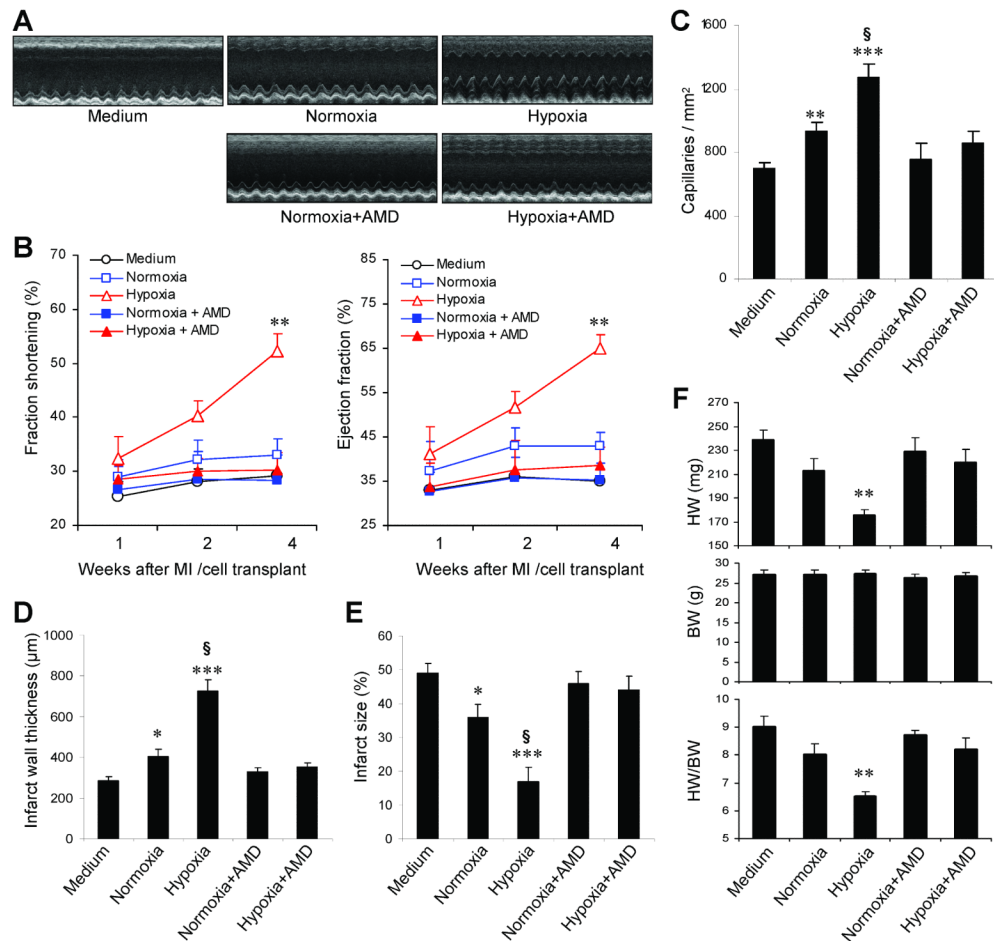 A
Medium
Normoxia
Hypoxia
Normoxia+AMD
Hypoxia+AMD
B
Fraction shortening (%)
70
60
50
40
30
20
Medium
Normoxia
Hypoxia
Normoxia + AMD
Hypoxia + AMD
**
1
2
4
Weeks after MI /cell transplant
Ejection fraction (%)
85
75
65
55
45
35
25
Medium
Normoxia
Hypoxia
Normoxia + AMD
Hypoxia + AMD
**
1
2
4
Weeks after MI /cell transplant
C
Capillaries / mm²
1600
1200
800
400
0
**
§
***
Medium
Normoxia
Hypoxia
Normoxia+AMD
Hypoxia+AMD
D
Infarct wall thickness (µm)
1000
800
600
400
200
0
*
§
***
Medium
Normoxia
Hypoxia
Normoxia+AMD
Hypoxia+AMD
E
Infarct size (%)
60
50
40
30
20
10
0
*
§
***
Medium
Normoxia
Hypoxia
Normoxia+AMD
Hypoxia+AMD
F
HW (mg)
270
250
230
210
190
170
150
**
BW (g)
30
25
20
15
10
5
0
HW/BW
9
8
7
6
5
**
Medium
Normoxia
Hypoxia
Normoxia+AMD
Hypoxia+AMD